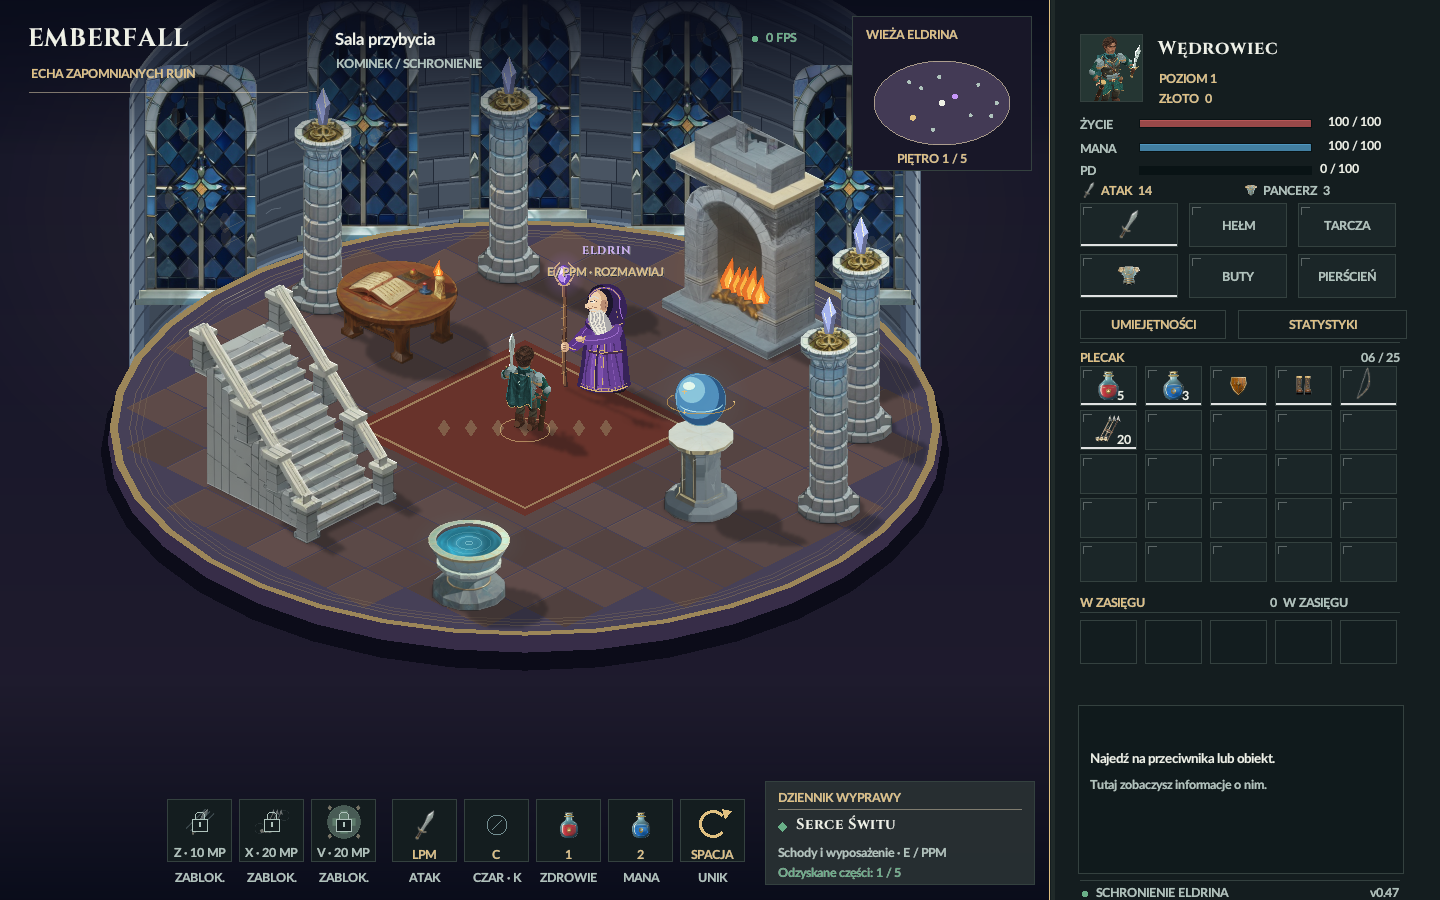 EMBERFALL
ECHA ZAPOMNIANYCH RUIN
Sala przybycia
KOMINEK / SCHRONIENIE
0 FPS
WIEŻA ELDRINA
PIĘTRO 1 / 5
ELDRIN
E / PPM · ROZMAWIAJ
Z · 10 MP
ZABLOK.
X · 20 MP
ZABLOK.
V · 20 MP
ZABLOK.
LPM
ATAK
C
CZAR · K
1
ZDROWIE
2
MANA
SPACJA
UNIK
DZIENNIK WYPRAWY
SERCE ŚWITU
Schody i wyposażenie · E / PPM
Odzyskane części: 1 / 5
WĘDROWIEC
POZIOM 1
ZŁOTO 0
ŻYCIE 100 / 100
MANA 100 / 100
PD 0 / 100
ATAK 14
PANCERZ 3
HEŁM
TARCZA
BUTY
PIERŚCIEŃ
UMIEJĘTNOŚCI
STATYSTYKI
PLECAK 06 / 25
5
3
20
W ZASIĘGU 0 W ZASIĘGU
Najedź na przeciwnika lub obiekt.
Tutaj zobaczysz informacje o nim.
SCHRONIENIE ELDRINA v0.47